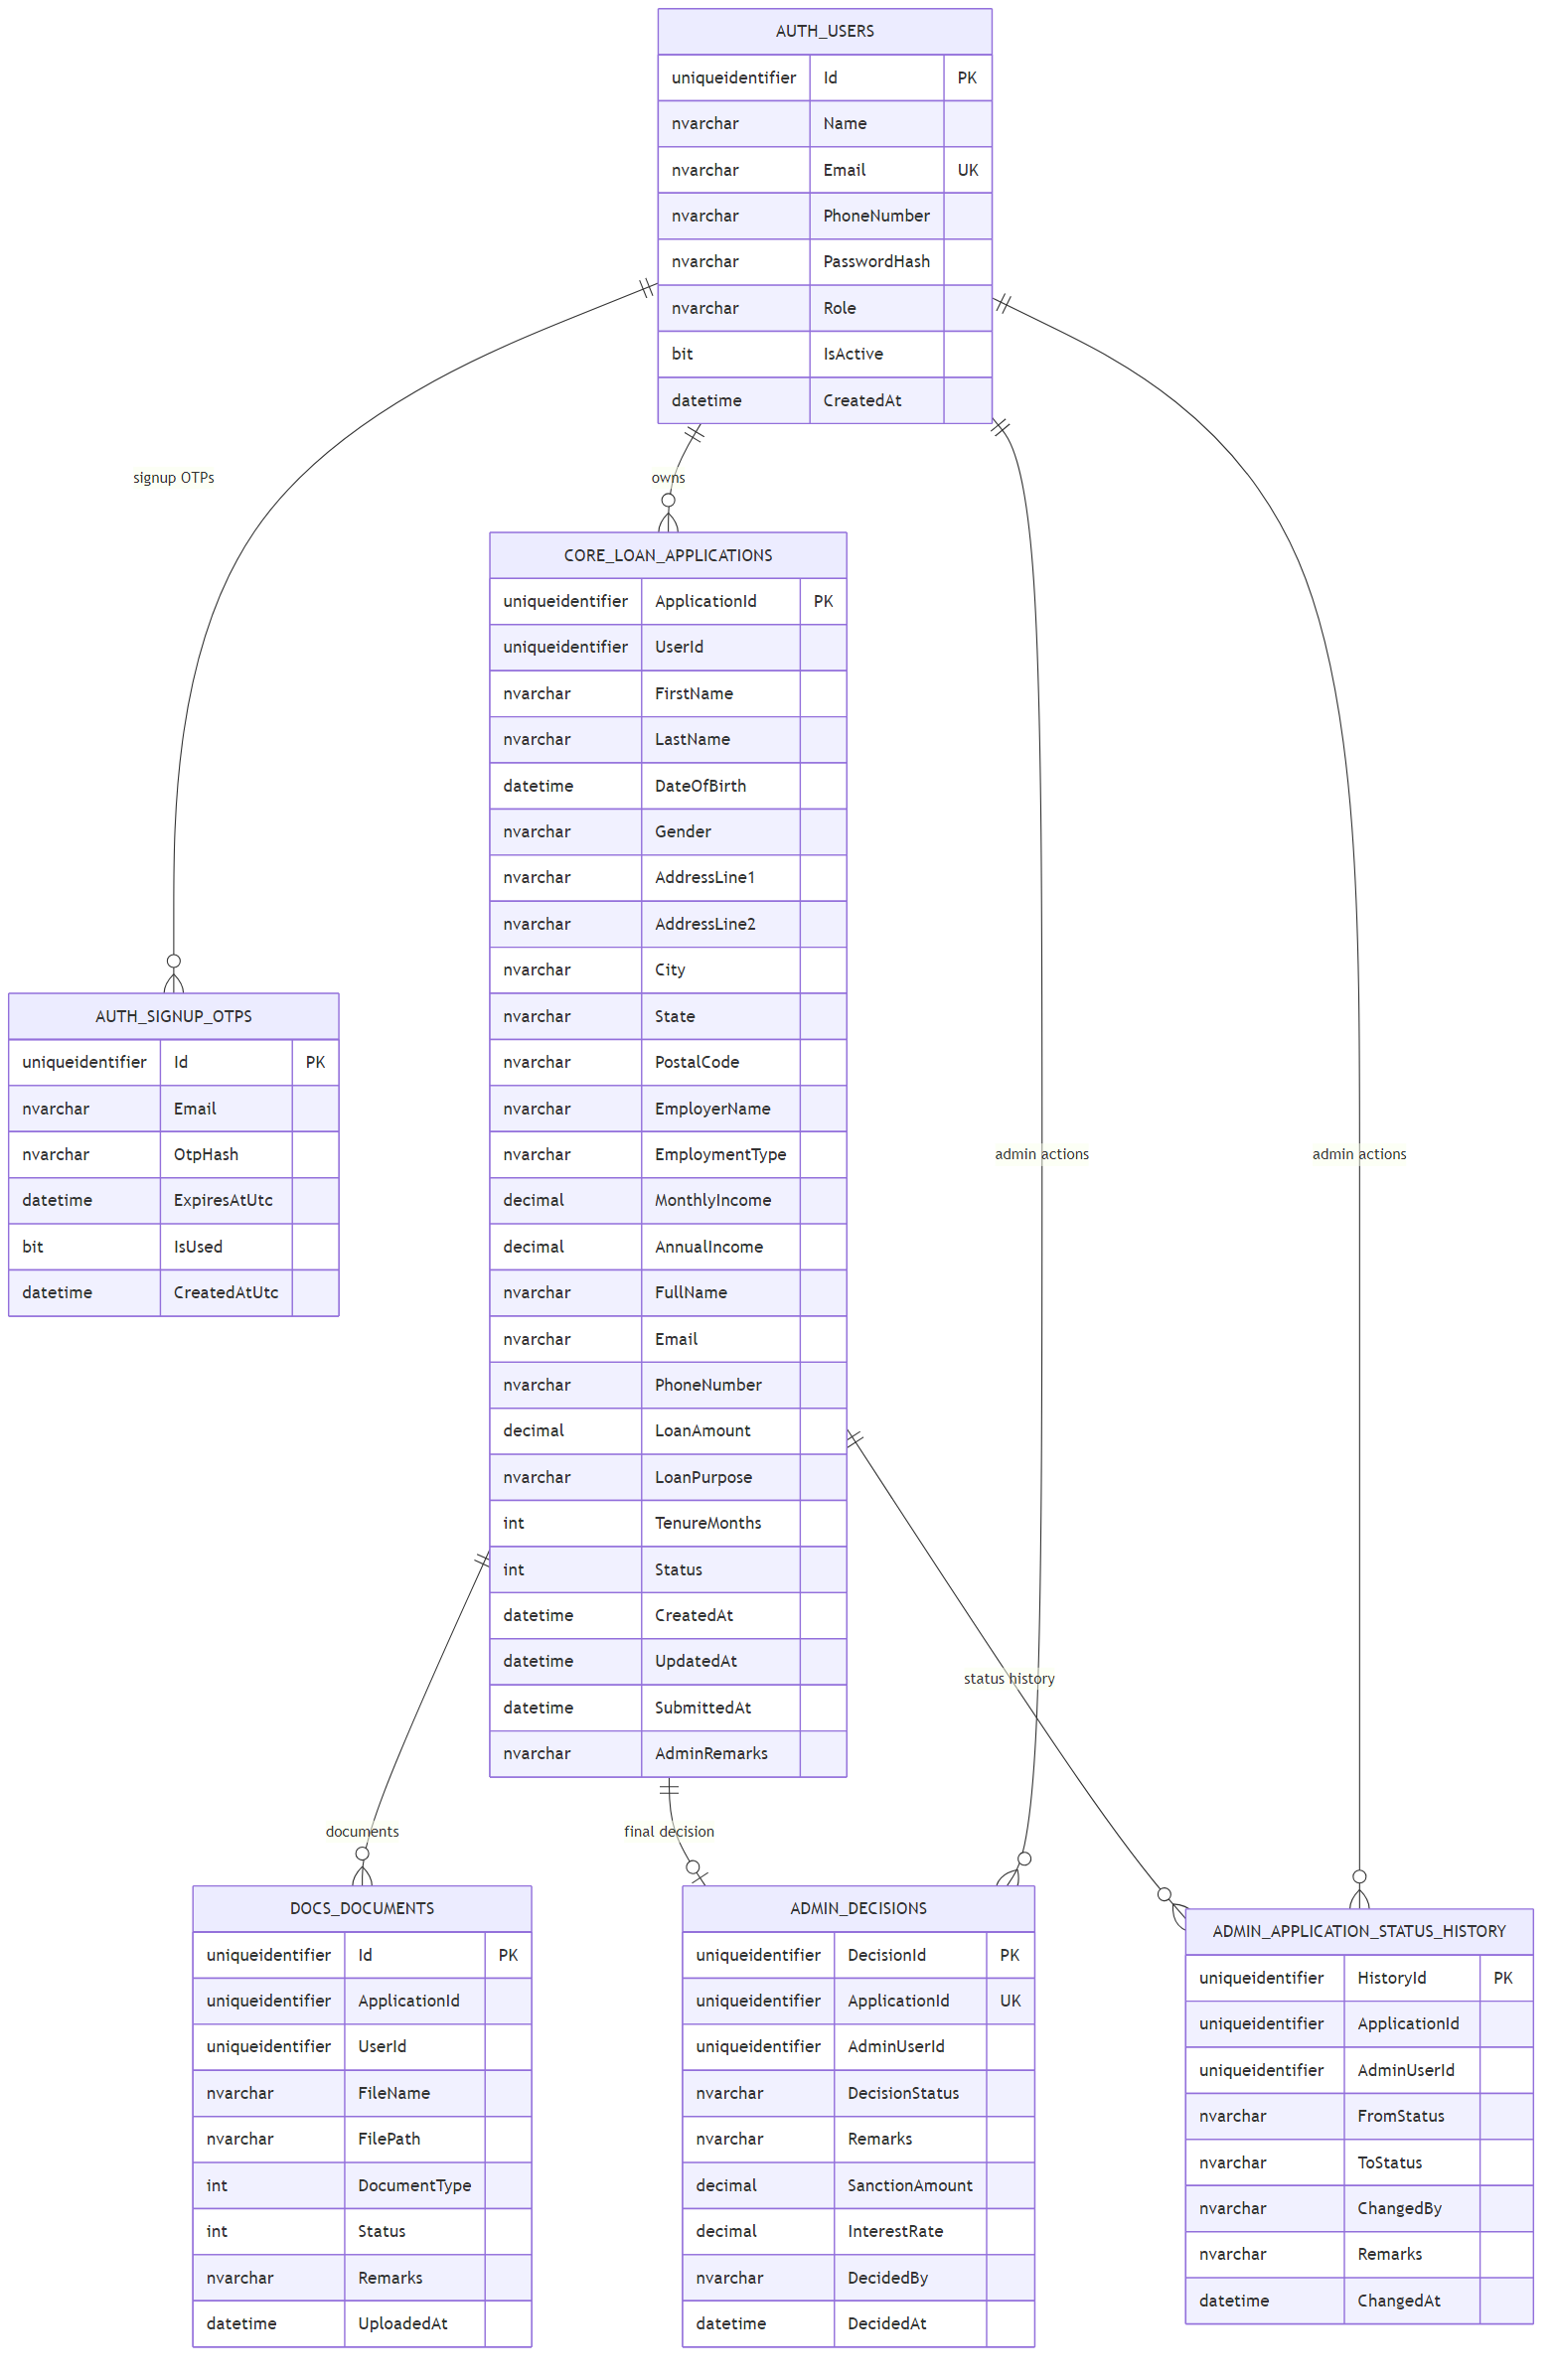 AUTH_USERS
uniqueidentifier Id PK
nvarchar Name
nvarchar Email UK
nvarchar PhoneNumber
nvarchar PasswordHash
nvarchar Role
bit IsActive
datetime CreatedAt
signup OTPs
owns
CORE_LOAN_APPLICATIONS
uniqueidentifier ApplicationId PK
uniqueidentifier UserId
nvarchar FirstName
nvarchar LastName
datetime DateOfBirth
nvarchar Gender
nvarchar AddressLine1
nvarchar AddressLine2
nvarchar City
nvarchar State
nvarchar PostalCode
nvarchar EmployerName
nvarchar EmploymentType
decimal MonthlyIncome
decimal AnnualIncome
nvarchar FullName
nvarchar Email
nvarchar PhoneNumber
decimal LoanAmount
nvarchar LoanPurpose
int TenureMonths
int Status
datetime CreatedAt
datetime UpdatedAt
datetime SubmittedAt
nvarchar AdminRemarks
AUTH_SIGNUP_OTPS
uniqueidentifier Id PK
nvarchar Email
nvarchar OtpHash
datetime ExpiresAtUtc
bit IsUsed
datetime CreatedAtUtc
admin actions
admin actions
status history
documents
final decision
DOCS_DOCUMENTS
uniqueidentifier Id PK
uniqueidentifier ApplicationId
uniqueidentifier UserId
nvarchar FileName
nvarchar FilePath
int DocumentType
int Status
nvarchar Remarks
datetime UploadedAt
ADMIN_DECISIONS
uniqueidentifier DecisionId PK
uniqueidentifier ApplicationId UK
uniqueidentifier AdminUserId
nvarchar DecisionStatus
nvarchar Remarks
decimal SanctionAmount
decimal InterestRate
nvarchar DecidedBy
datetime DecidedAt
ADMIN_APPLICATION_STATUS_HISTORY
uniqueidentifier HistoryId PK
uniqueidentifier ApplicationId
uniqueidentifier AdminUserId
nvarchar FromStatus
nvarchar ToStatus
nvarchar ChangedBy
nvarchar Remarks
datetime ChangedAt